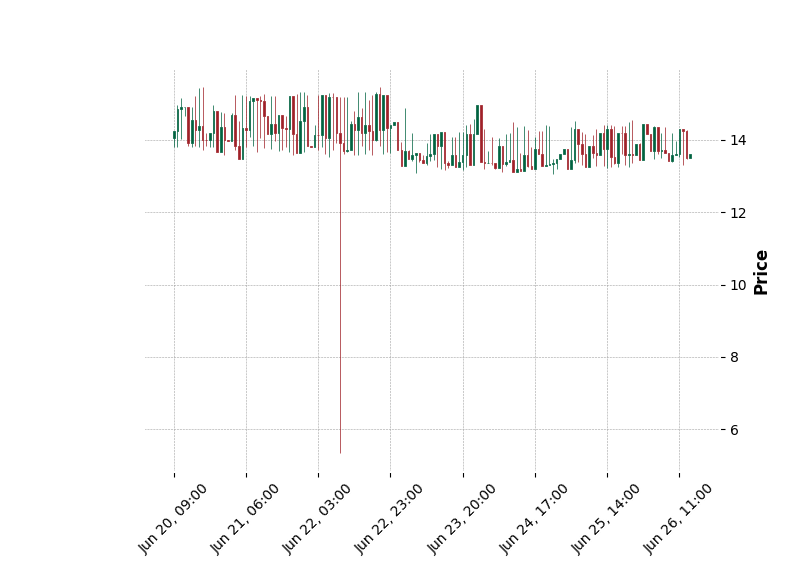 14
12
10
8
6
Price
Jun 20, 09:00
Jun 21, 06:00
Jun 22, 03:00
Jun 22, 23:00
Jun 23, 20:00
Jun 24, 17:00
Jun 25, 14:00
Jun 26, 11:00